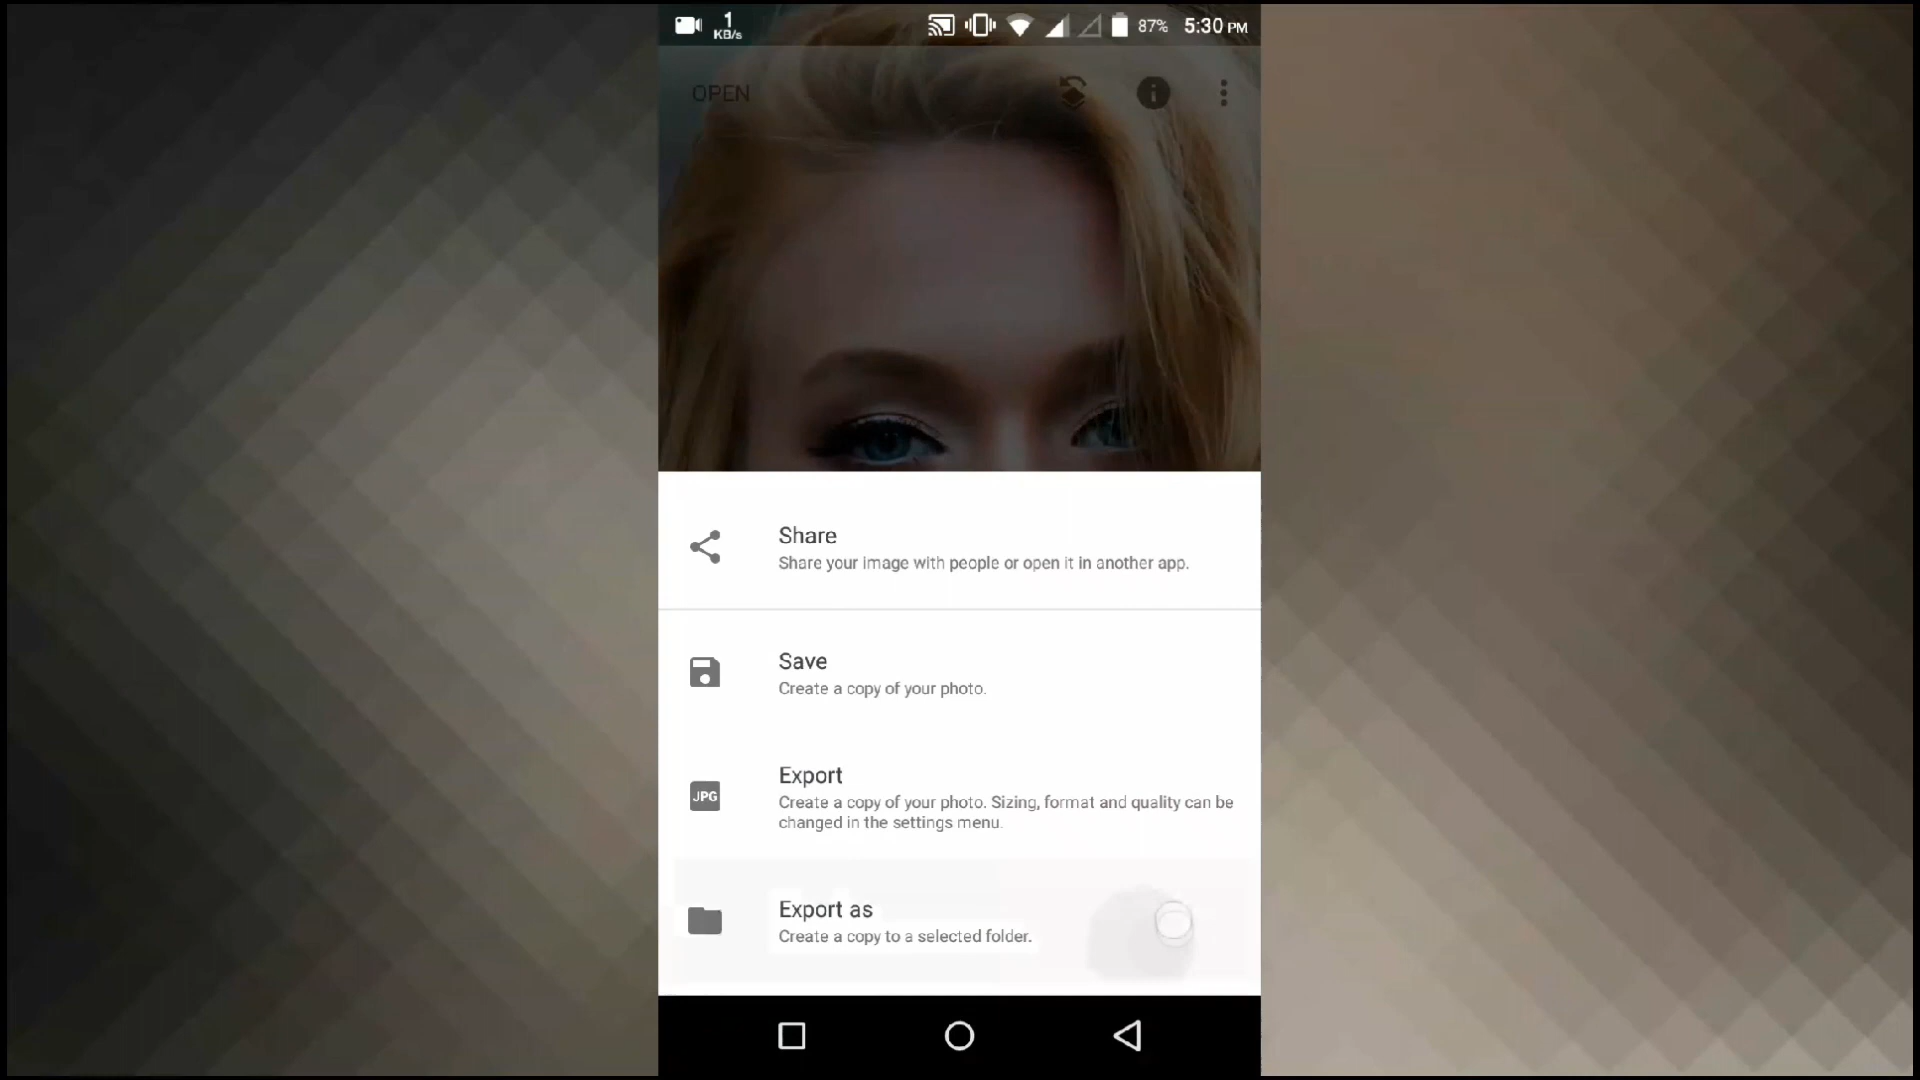 1
KB/s
87%
5:30 PM
OPEN
Share
Share your image with people or open it in another app.
Save
Create a copy of your photo.
JPG
Export
Create a copy of your photo. Sizing, format and quality can be
changed in the settings menu.
Export as
Create a copy to a selected folder.